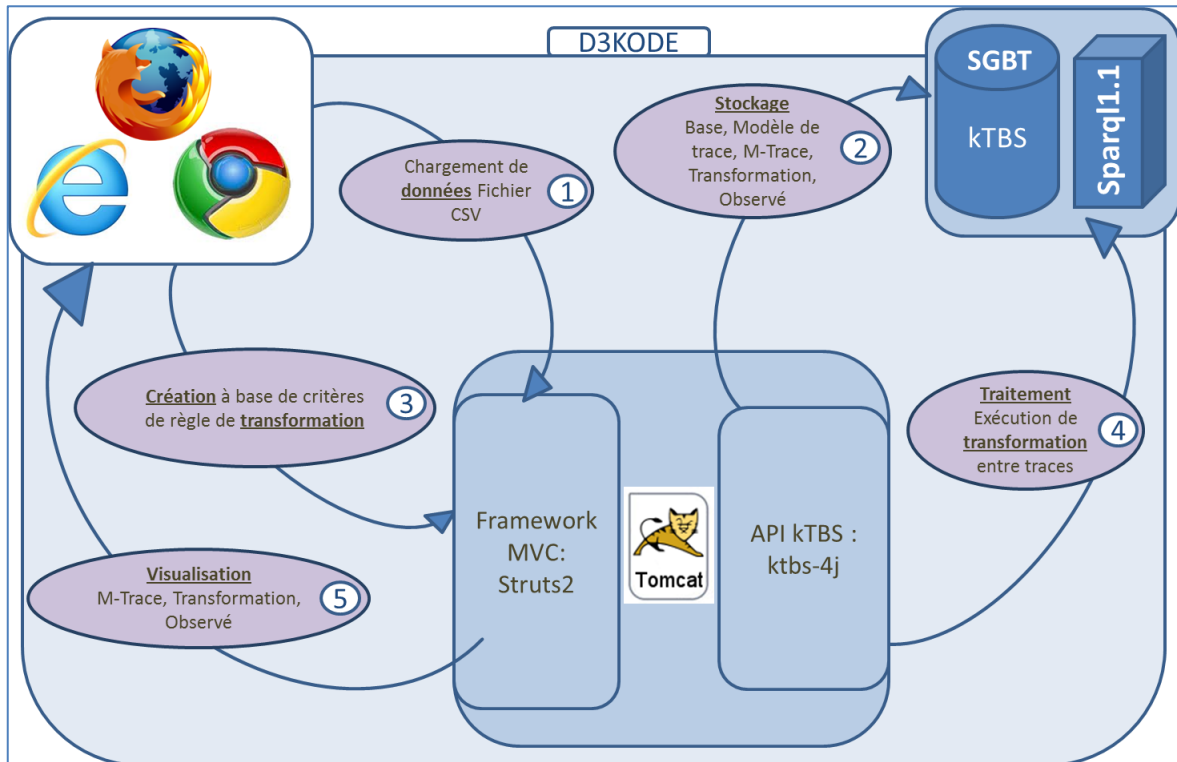 D3KODE
Chargement de
données Fichier
CSV
1
Stockage
Base, Modèle de
trace, M-Trace,
Transformation,
Observé
2
SGBT
kTBS
Sparql1.1
Création à base de critères
de règle de transformation
3
Traitement
Exécution de
transformation
entre traces
4
Visualisation
M-Trace, Transformation,
Observé
5
Framework
MVC:
Struts2
Tomcat
API kTBS :
ktbs-4j